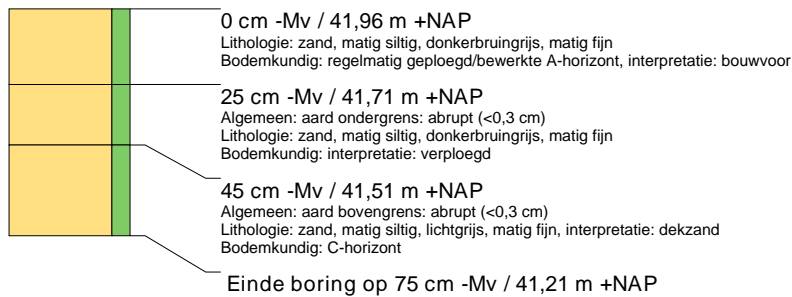 0 cm -Mv / 41,96 m +NAP
Lithologie: zand, matig siltig, donkerbruingrijs, matig fijn
Bodemkundig: regelmatig geploegd/bewerkte A-horizont, interpretatie: bouwvoor
25 cm -Mv / 41,71 m +NAP
Algemeen: aard ondergrens: abrupt (<0,3 cm)
Lithologie: zand, matig siltig, donkerbruingrijs, matig fijn
Bodemkundig: interpretatie: verploegd
45 cm -Mv / 41,51 m +NAP
Algemeen: aard bovengrens: abrupt (<0,3 cm)
Lithologie: zand, matig siltig, lichtgrijs, matig fijn, interpretatie: dekzand
Bodemkundig: C-horizont
Einde boring op 75 cm -Mv / 41,21 m +NAP